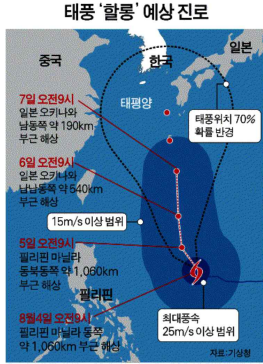 태풍 '할롱' 예상 진로
중국
한국
일본
태평양
7일 오전9시
일본 오키나와
남동쪽 약 190km
부근 해상
태풍위치 70%
확률 반경
6일 오전9시
일본 오키나와
남남동쪽 약 540km
부근 해상
15m/s 이상 범위
5일 오전9시
필리핀 마닐라
동북동쪽 약 1,060km
부근 해상
필리핀
8월4일 오전9시
필리핀 마닐라 동쪽
약 1,060km 부근 해상
최대풍속
25m/s 이상 범위
자료:기상청